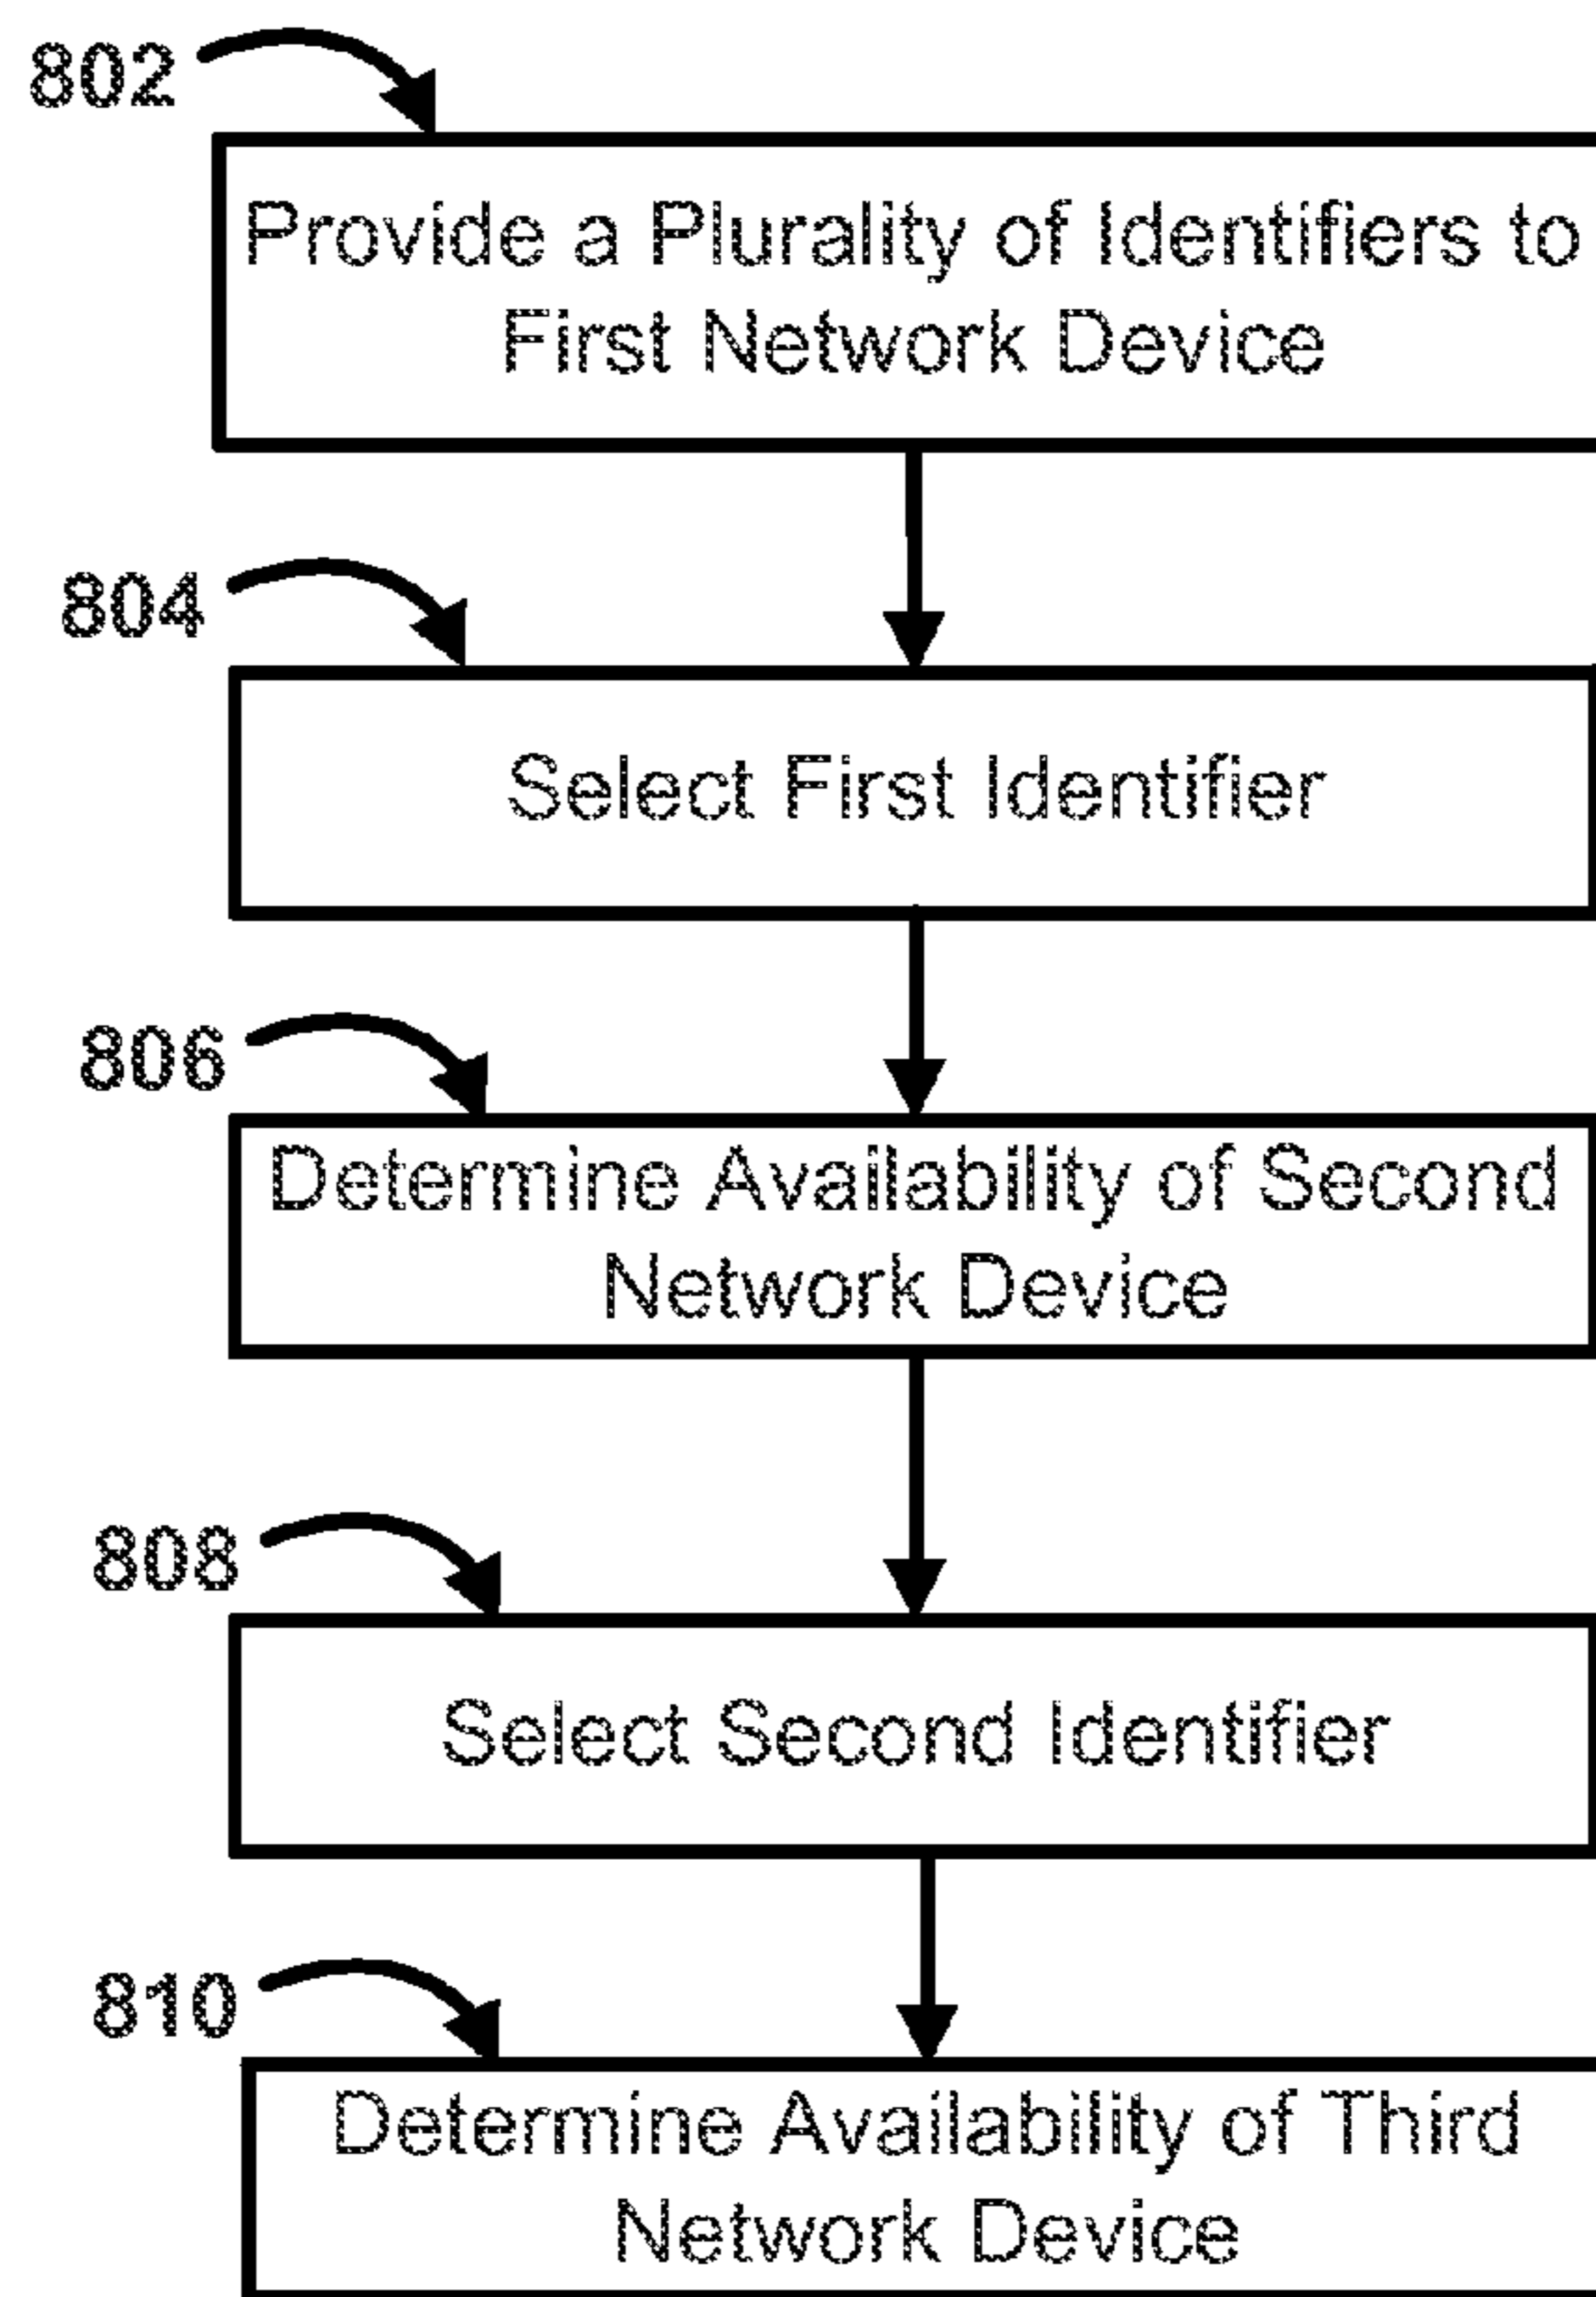 802
Provide a Plurality of Identifiers to
First Network Device
804
Select First Identifier
806
Determine Availability of Second
Network Device
808
Select Second Identifier
810
Determine Availability of Third
Network Device